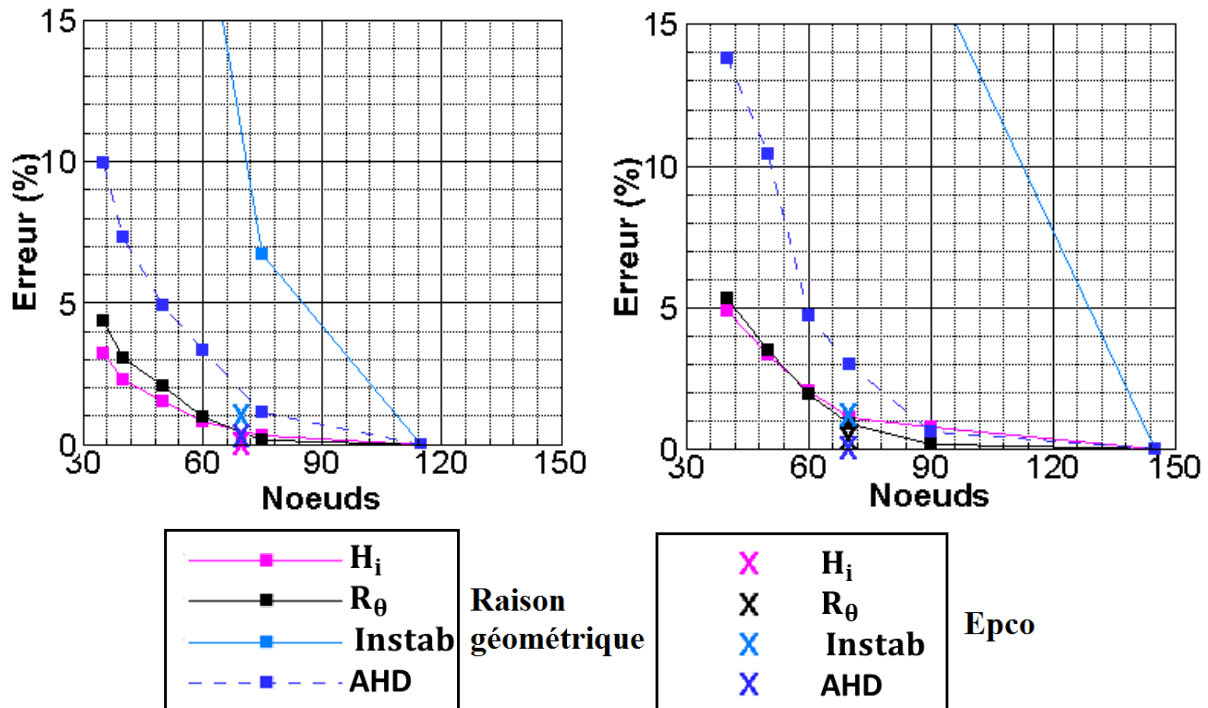 15
10
5
0
Erreur (%)
30 60 90 120 150
Noeuds
15
10
5
0
Erreur (%)
30 60 90 120 150
Noeuds
Hi
Rθ
Instab
AHD
Raison
géométrique
Hi
Rθ
Instab
AHD
Epco